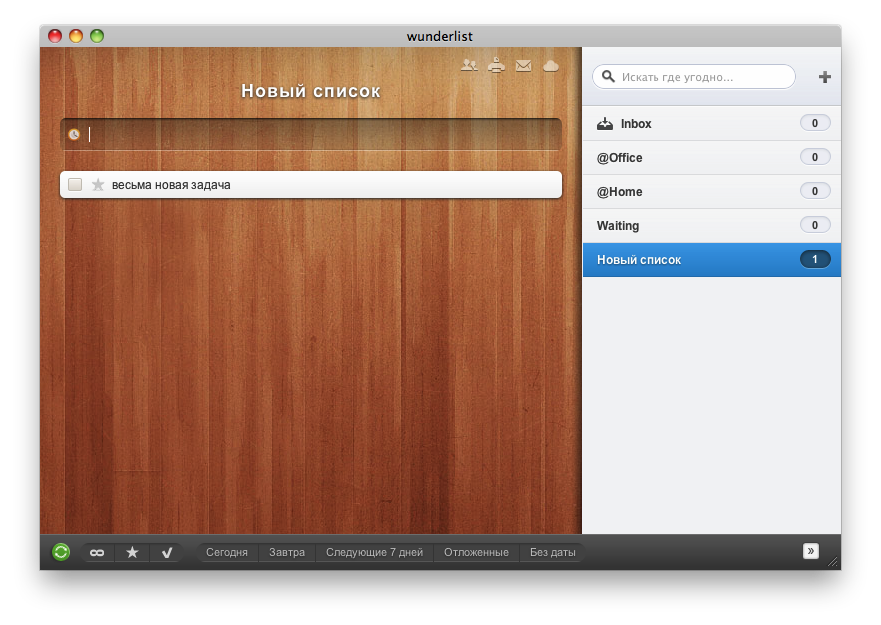 wunderlist
Новый список
весьма новая задача
Искать где угодно...
Inbox 0
@Office 0
@Home 0
Waiting 0
Новый список 1
Сегодня Завтра Следующие 7 дней Отложенные Без даты